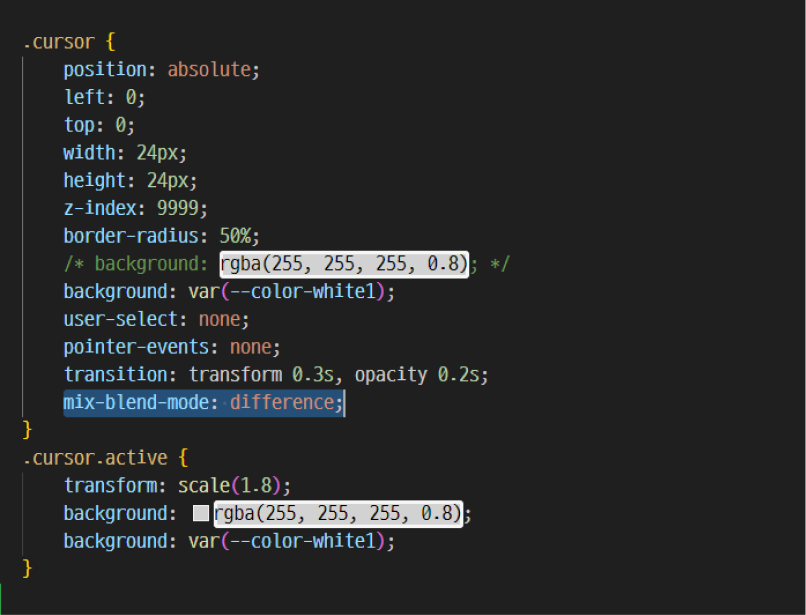 .cursor {
    position: absolute;
    left: 0;
    top: 0;
    width: 24px;
    height: 24px;
    z-index: 9999;
    border-radius: 50%;
    /* background: rgba(255, 255, 255, 0.8); */
    background: var(--color-white1);
    user-select: none;
    pointer-events: none;
    transition: transform 0.3s, opacity 0.2s;
    mix-blend-mode: difference;
}
.cursor.active {
    transform: scale(1.8);
    background: rgba(255, 255, 255, 0.8);
    background: var(--color-white1);
}